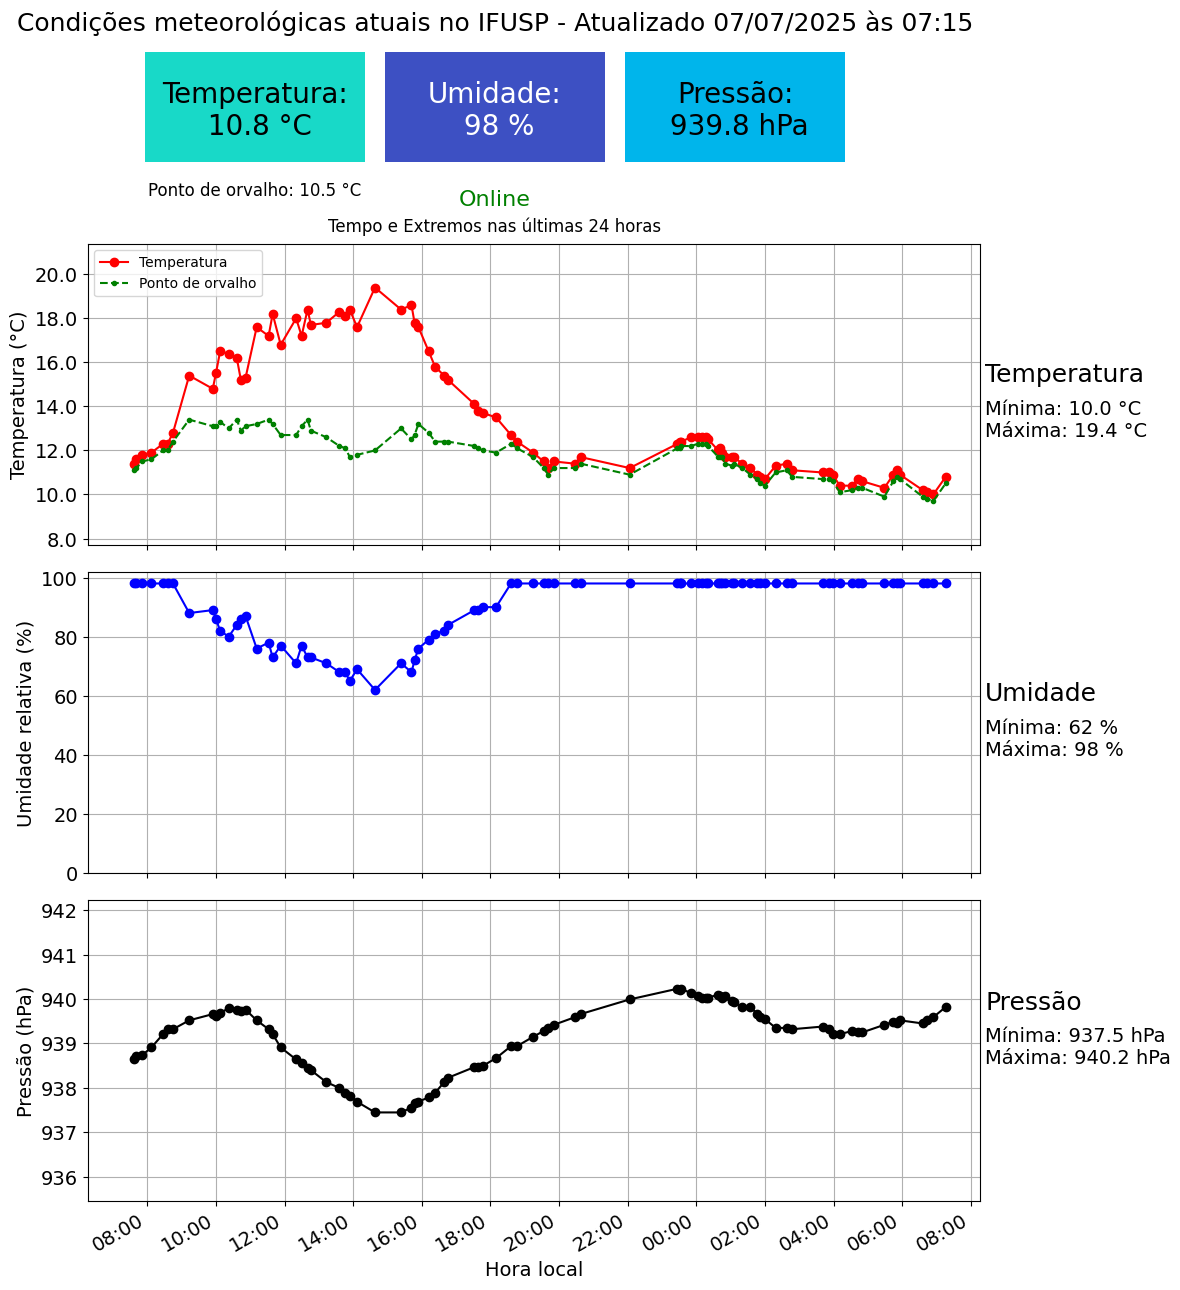 Condições meteorológicas atuais no IFUSP - Atualizado 07/07/2025 às 07:15
Temperatura:
10.8 °C
Umidade:
98 %
Pressão:
939.8 hPa
Ponto de orvalho: 10.5 °C
Online
Tempo e Extremos nas últimas 24 horas
Temperatura
Ponto de orvalho
Temperatura (°C)
20.0
18.0
16.0
14.0
12.0
10.0
8.0
Temperatura
Mínima: 10.0 °C
Máxima: 19.4 °C
Umidade relativa (%)
100
80
60
40
20
0
Umidade
Mínima: 62 %
Máxima: 98 %
Pressão (hPa)
942
941
940
939
938
937
936
Pressão
Mínima: 937.5 hPa
Máxima: 940.2 hPa
08:00
10:00
12:00
14:00
16:00
18:00
20:00
22:00
00:00
02:00
04:00
06:00
08:00
Hora local